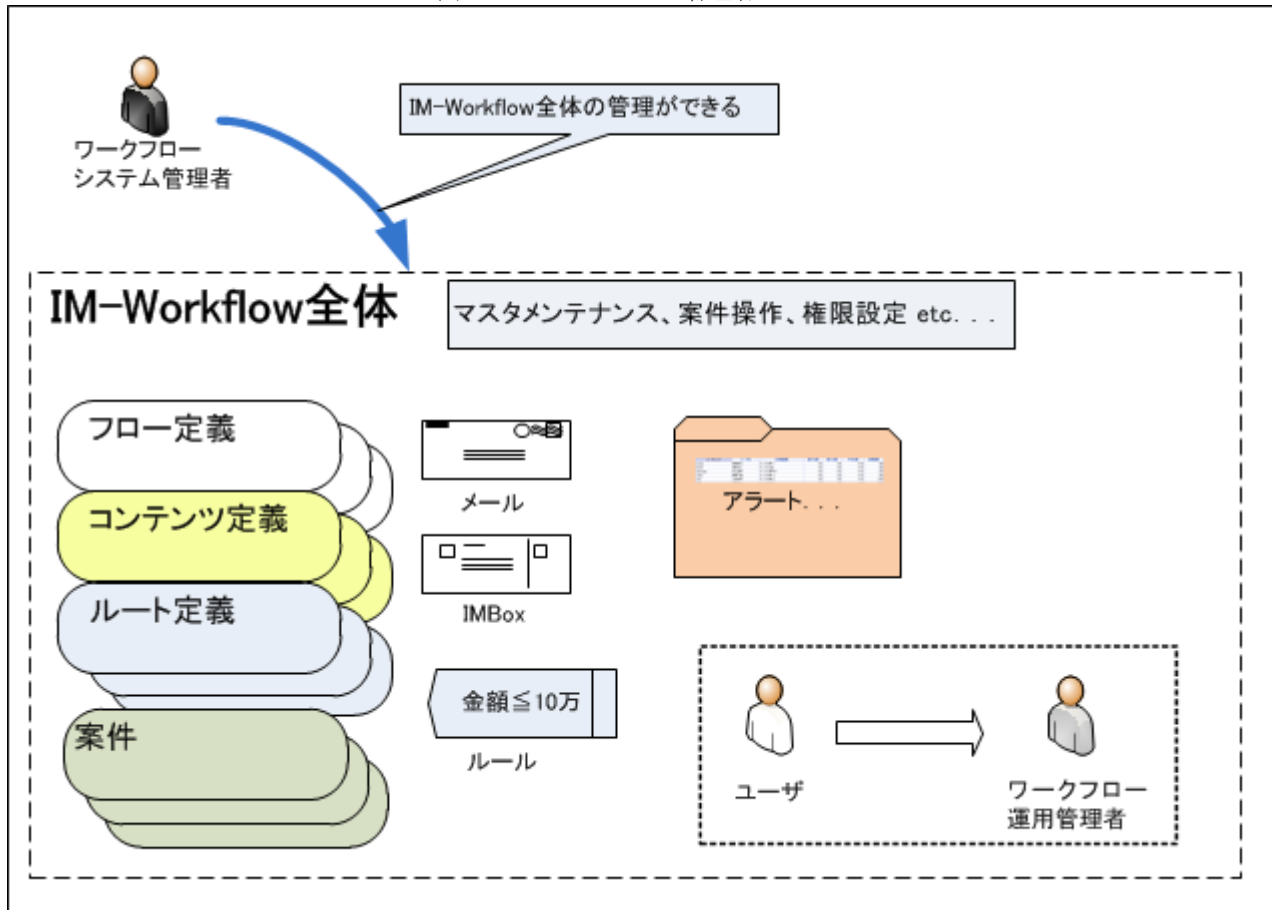 IM-Workflow全体の管理ができる
ワークフロー
システム管理者
IM-Workflow全体
マスタメンテナンス、案件操作、権限設定 etc...
フロー定義
コンテンツ定義
ルート定義
案件
メール
IMBox
金額≦10万
ルール
アラート...
ユーザ
ワークフロー
運用管理者